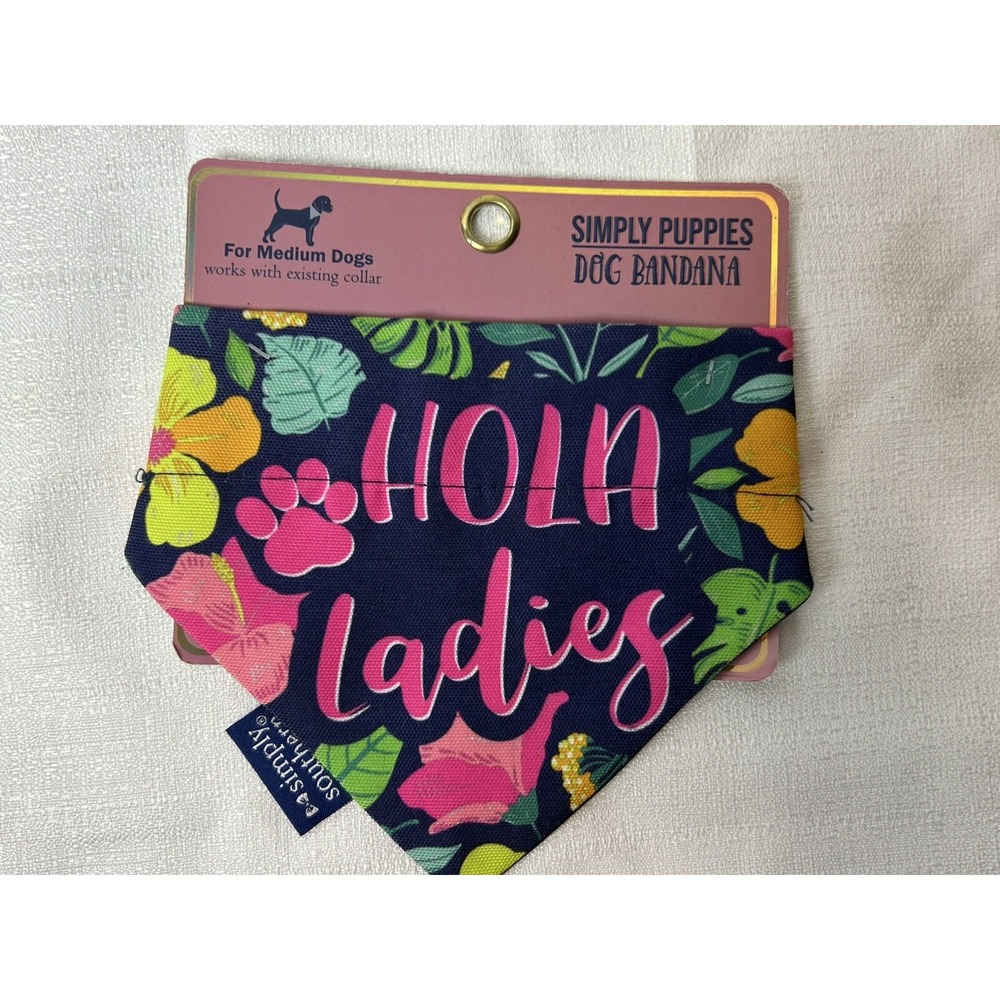 For Medium Dogs
works with existing collar
SIMPLY PUPPIES
DOG BANDANA
HOLA
Ladies
simply
southern®